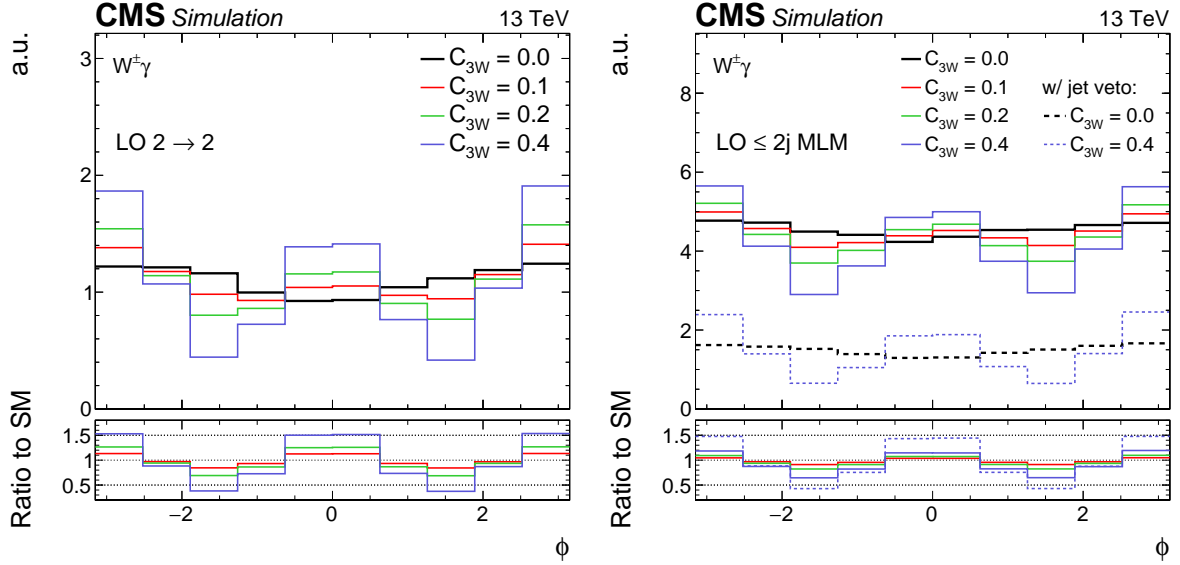 CMS Simulation 13 TeV
a.u.
W±γ
LO 2 → 2
C3W = 0.0
C3W = 0.1
C3W = 0.2
C3W = 0.4
3
2
1
0
Ratio to SM
1.5
1
0.5
−2 0 2
ϕ
CMS Simulation 13 TeV
a.u.
W±γ
LO ≤ 2j MLM
C3W = 0.0
C3W = 0.1
C3W = 0.2
C3W = 0.4
w/ jet veto:
C3W = 0.0
C3W = 0.4
8
6
4
2
0
Ratio to SM
1.5
1
0.5
−2 0 2
ϕ